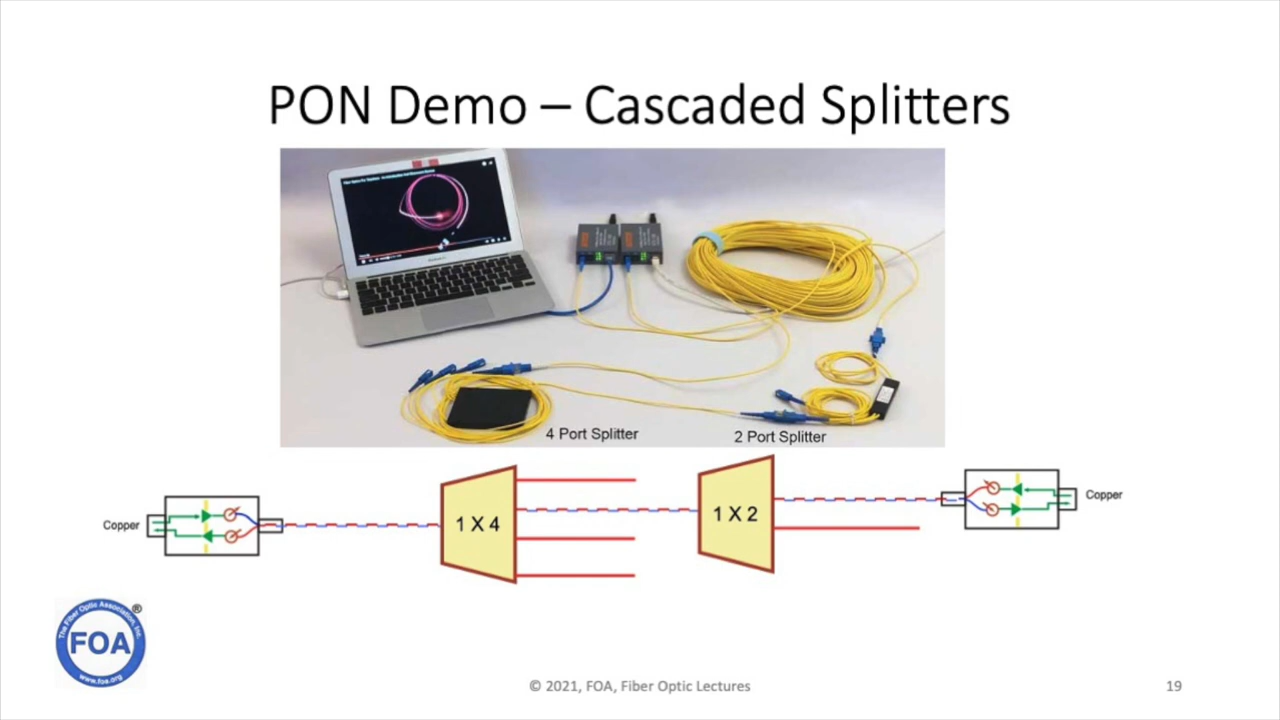 PON Demo – Cascaded Splitters
4 Port Splitter
2 Port Splitter
Copper
1 X 4
1 X 2
Copper
The Fiber Optic Association, Inc.
®
FOA
www.foa.org
© 2021, FOA, Fiber Optic Lectures
19